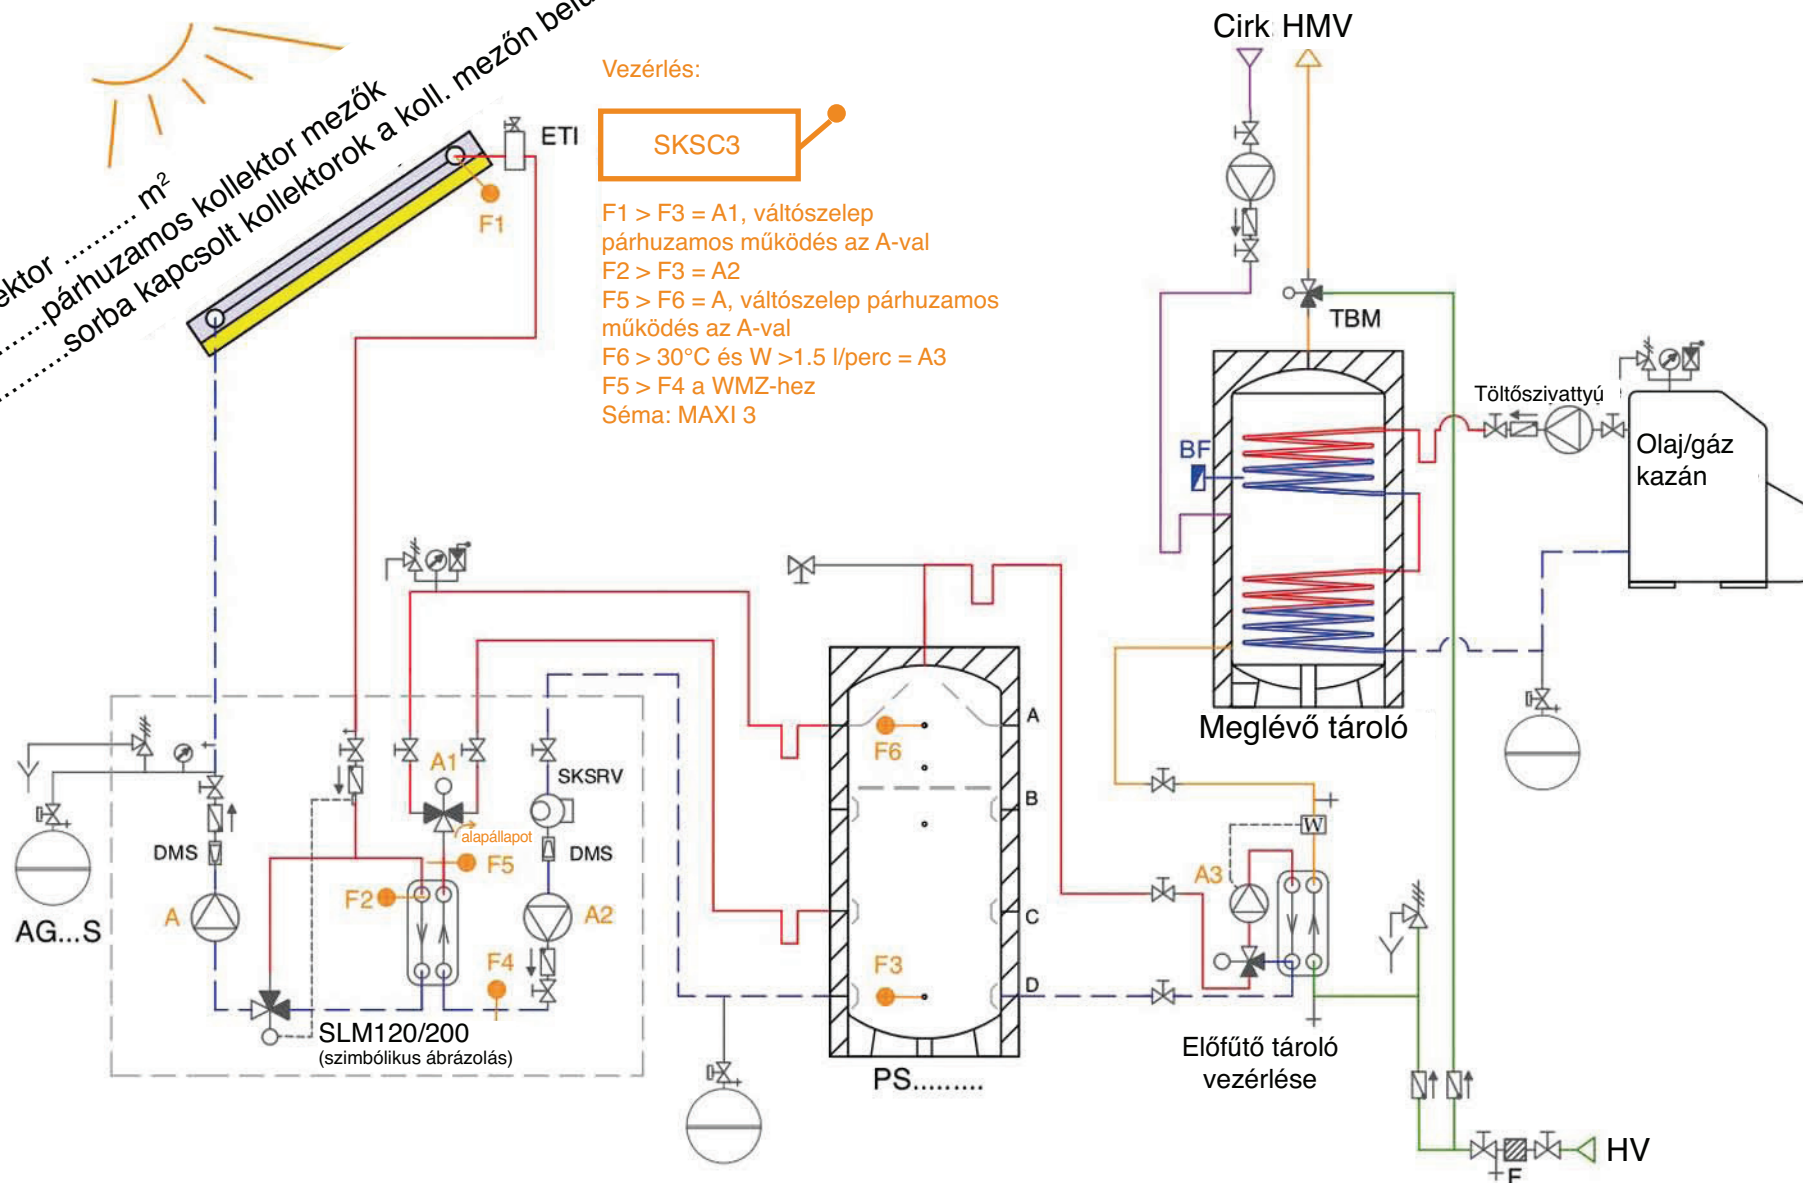 Cirk. HMV
Vezérlés:
SKSC3
F1 > F3 = A1, váltószelep
párhuzamos működés az A-val
F2 > F3 = A2
F5 > F6 = A, váltószelep párhuzamos
működés az A-val
F6 > 30°C és W >1.5 l/perc = A3
F5 > F4 a WMZ-hez
Séma: MAXI 3
......... m²
.........párhuzamos kollektor mezők
.........sorba kapcsolt kollektorok a koll. mezőn
ETI
F1
TBM
Töltőszivattyú
Olaj/gáz
kazán
BF
Meglévő tároló
A1
alapállapot
SKSRV
DMS
DMS
F5
F2
A
A2
F4
AG...S
SLM120/200
(szimbólikus ábrázolás)
F6
F3
A
B
C
D
PS.........
W
A3
Előfűtő tároló
vezérlése
HV
F